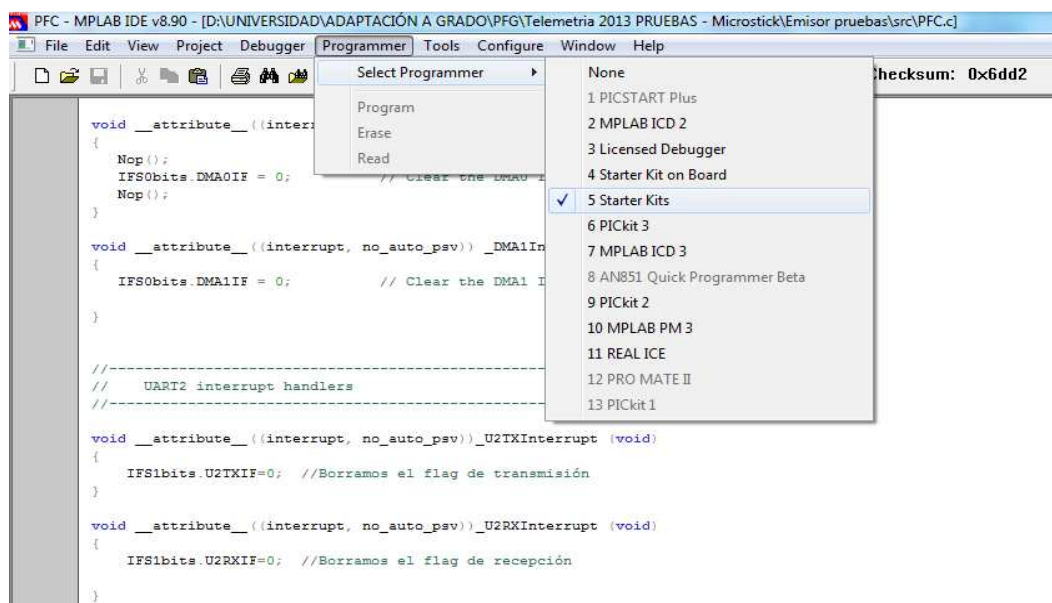 PFC - MPLAB IDE v8.90 - [D:\UNIVERSIDAD\ADAPTACIÓN A GRADO\PFG\Telemetria 2013 PRUEBAS - Microstick\Emisor pruebas\src\PFC.c]
File Edit View Project Debugger Programmer Tools Configure Window Help
Checksum: 0x6dd2
Select Programmer
Program
Erase
Read
None
1 PICSTART Plus
2 MPLAB ICD 2
3 Licensed Debugger
4 Starter Kit on Board
✓ 5 Starter Kits
6 PICkit 3
7 MPLAB ICD 3
8 AN851 Quick Programmer Beta
9 PICkit 2
10 MPLAB PM 3
11 REAL ICE
12 PRO MATE II
13 PICkit 1
void __attribute__((inter
{
Nop();
IFS0bits.DMA0IF = 0; // Clear the DMA0 I
Nop();
}
void __attribute__((interrupt, no_auto_psv)) _DMA1In
{
IFS0bits.DMA1IF = 0; // Clear the DMA1 I
}
//--------------------------------------------------------
// UART2 interrupt handlers
//--------------------------------------------------------
void __attribute__((interrupt, no_auto_psv))_U2TXInterrupt (void)
{
IFS1bits.U2TXIF=0; //Borramos el flag de transmisión
}
void __attribute__((interrupt, no_auto_psv))_U2RXInterrupt (void)
{
IFS1bits.U2RXIF=0; //Borramos el flag de recepción
}